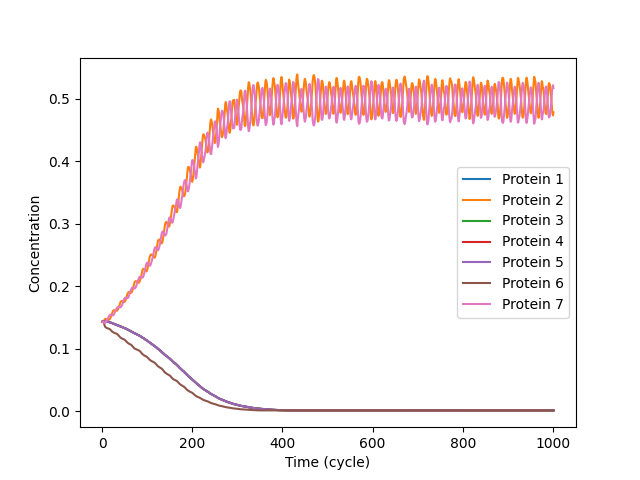 0.5
0.4
0.3
0.2
0.1
0.0
Concentration
Protein 1
Protein 2
Protein 3
Protein 4
Protein 5
Protein 6
Protein 7
0 200 400 600 800 1000
Time (cycle)